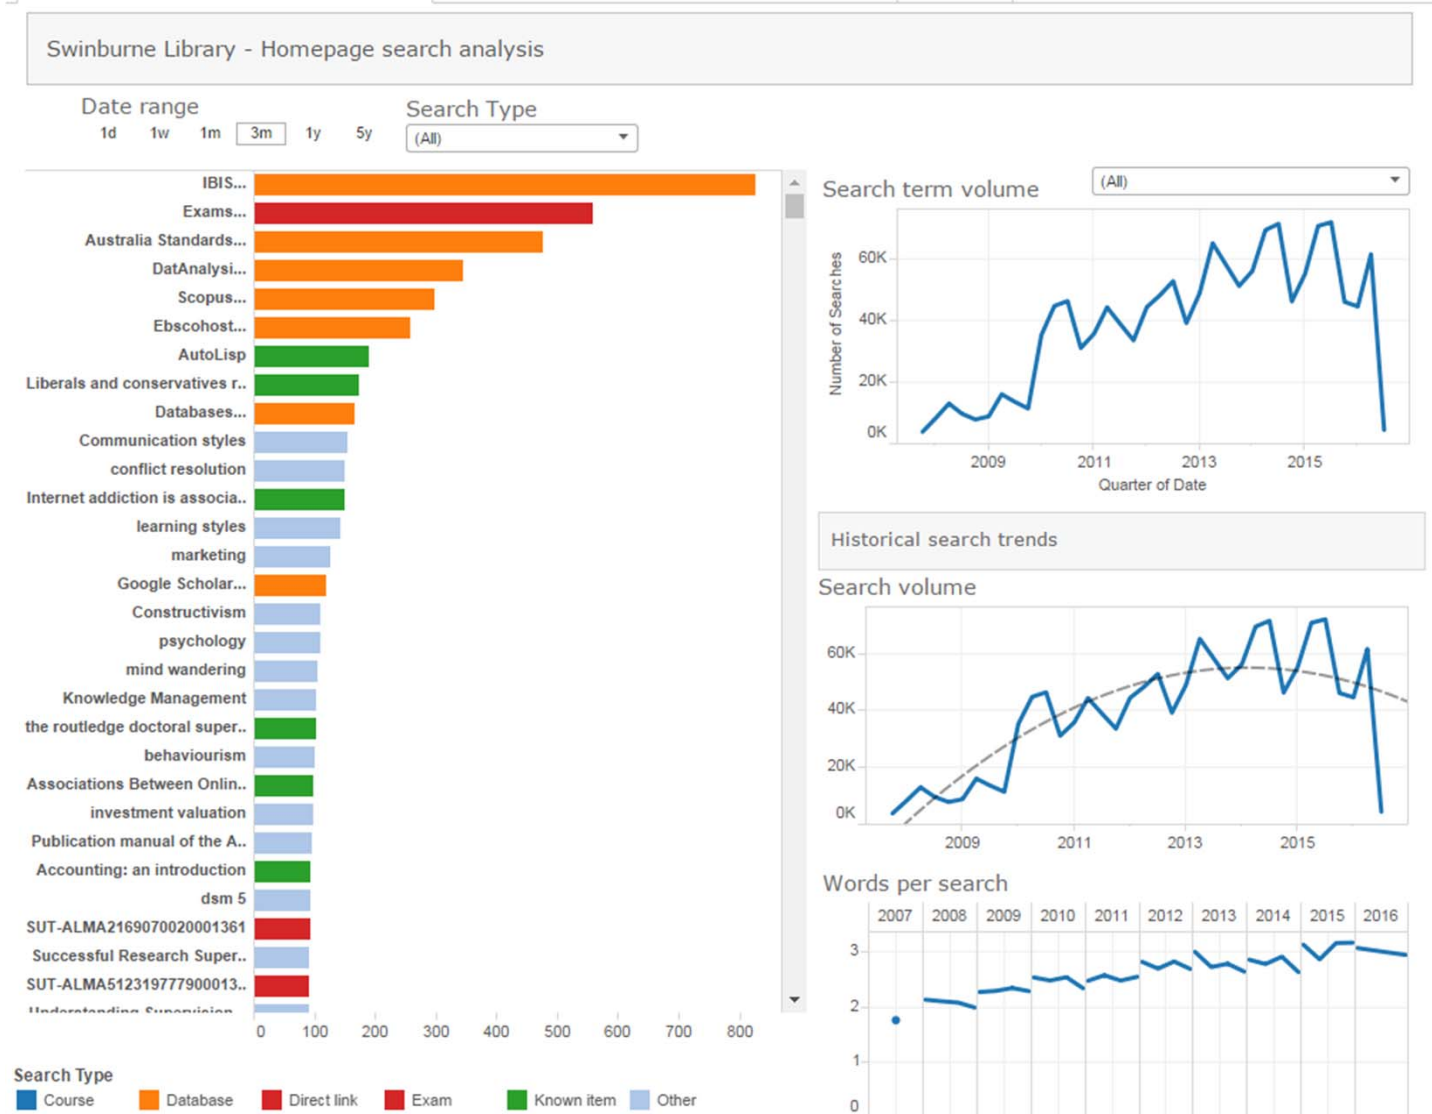 Swinburne Library - Homepage search analysis
Date range
1d 1w 1m 3m 1y 5y
Search Type
(All)
IBIS...
Exams...
Australia Standards...
DatAnalysi...
Scopus...
Ebscohost...
AutoLisp
Liberals and conservatives r..
Databases...
Communication styles
conflict resolution
Internet addiction is associa..
learning styles
marketing
Google Scholar...
Constructivism
psychology
mind wandering
Knowledge Management
the routledge doctoral super..
behaviourism
Associations Between Onlin..
investment valuation
Publication manual of the A..
Accounting: an introduction
dsm 5
SUT-ALMA2169070020001361
Successful Research Super..
SUT-ALMA512319777900013..
Understanding Supervision
0 100 200 300 400 500 600 700 800
Search Type
Course Database Direct link Exam Known item Other
Search term volume
(All)
Number of Searches
60K
40K
20K
0K
2009 2011 2013 2015
Quarter of Date
Historical search trends
Search volume
60K
40K
20K
0K
2009 2011 2013 2015
Words per search
2007 2008 2009 2010 2011 2012 2013 2014 2015 2016
3
2
1
0